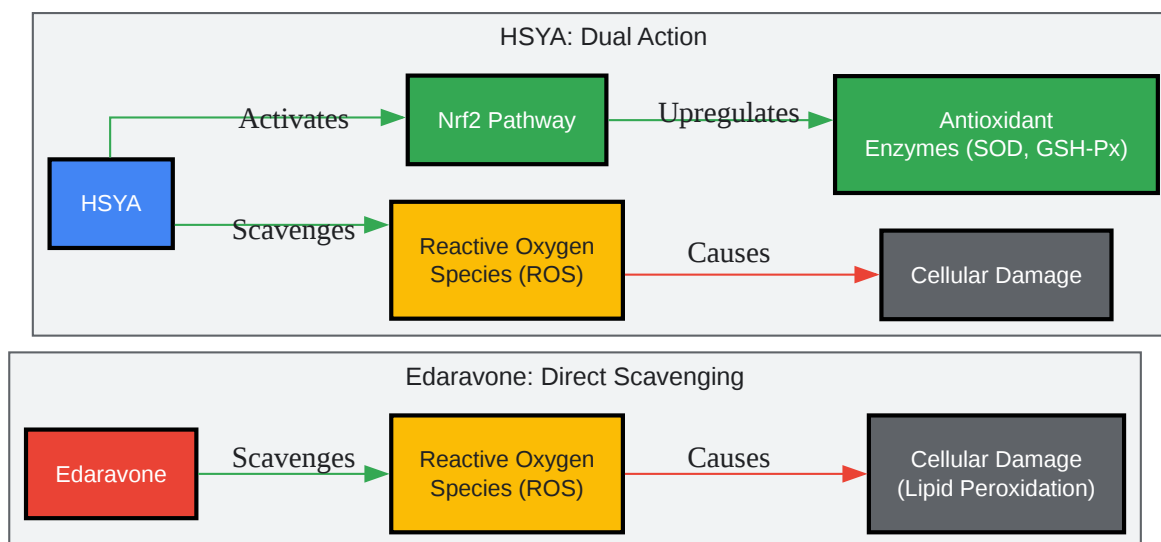 HSYA: Dual Action
Activates
Nrf2 Pathway
Upregulates
Antioxidant
Enzymes (SOD, GSH-Px)
HSYA
Scavenges
Reactive Oxygen
Species (ROS)
Causes
Cellular Damage
Edaravone: Direct Scavenging
Edaravone
Scavenges
Reactive Oxygen
Species (ROS)
Causes
Cellular Damage
(Lipid Peroxidation)